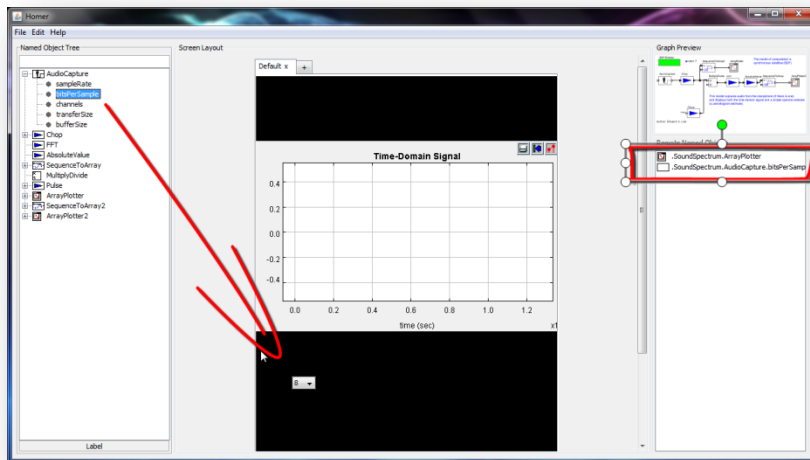 Homer
File Edit Help
Named Object Tree
AudioCapture
sampleRate
bitsPerSample
channels
transferSize
bufferSize
Chop
FFT
AbsoluteValue
SequenceToArray
MultiplyDivide
Pulse
ArrayPlotter
SequenceToArray2
ArrayPlotter2
Label
Screen Layout
Default x +
Time-Domain Signal
0.4
0.2
0.0
-0.2
-0.4
0.0 0.2 0.4 0.6 0.8 1.0 1.2
time (sec) x1
8
Graph Preview
.SoundSpectrum.ArrayPlotter
.SoundSpectrum.AudioCapture.bitsPerSamp